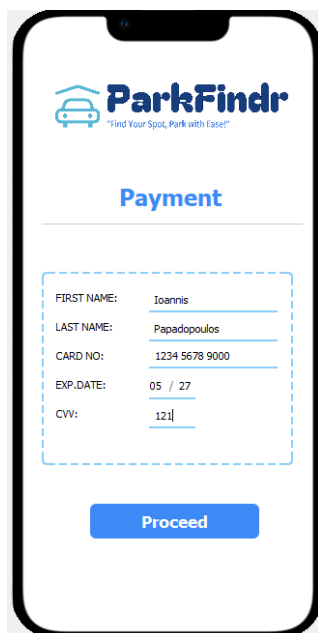 ParkFindr
"Find Your Spot, Park with Ease!"
Payment
FIRST NAME: Ioannis
LAST NAME: Papadopoulos
CARD NO: 1234 5678 9000
EXP.DATE: 05 / 27
CVV: 121
Proceed